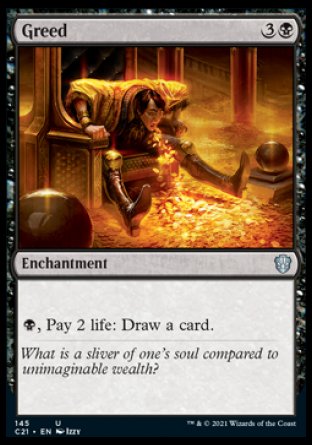 Greed 3
Enchantment
, Pay 2 life: Draw a card.
What is a sliver of one's soul compared to
unimaginable wealth?
145 U
C21 • EN Izzy ™ & © 2021 Wizards of the Coast